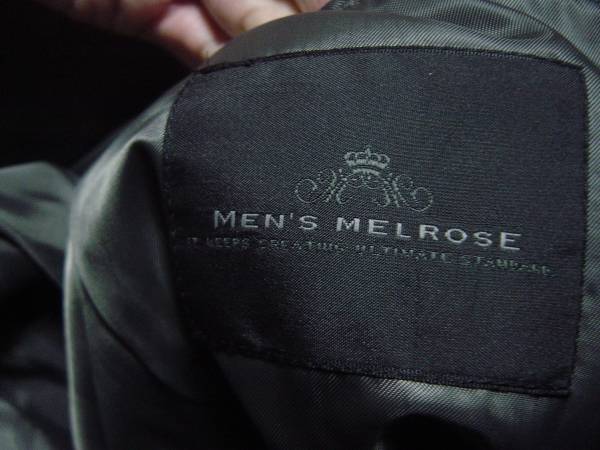 MEN'S MELROSE
IT KEEPS CREATING ULTIMATE STANDARD